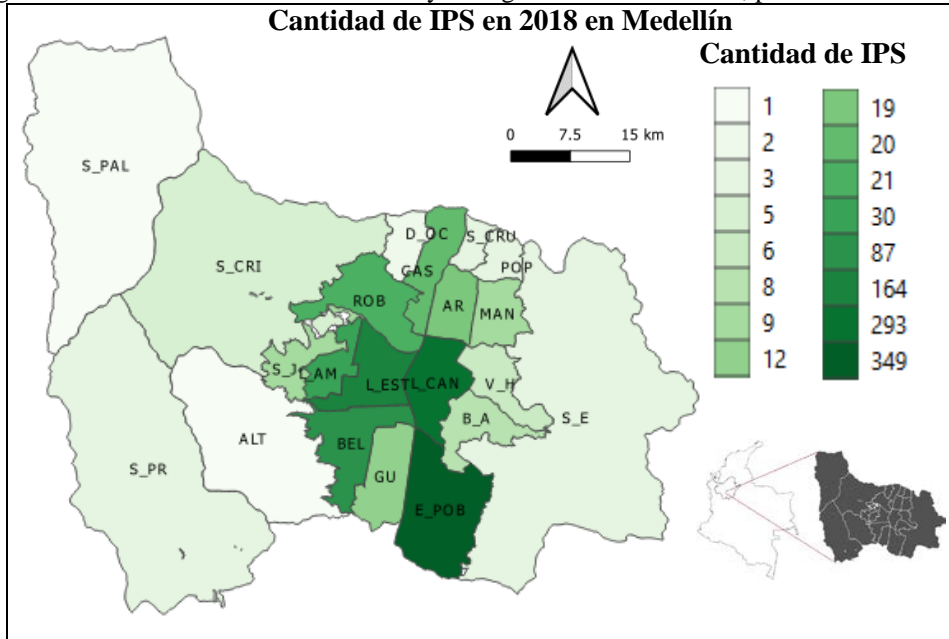 Cantidad de IPS en 2018 en Medellín
Cantidad de IPS
1
2
3
5
6
8
9
12
19
20
21
30
87
164
293
349
0 7.5 15 km
S_PAL
S_CRI
D_OC
S_CRU
CAS
POP
ROB
AR
MAN
S_J
L_AM
L_EST
L_CAN
V_H
B_A
S_E
ALT
BEL
S_PR
GU
E_POB